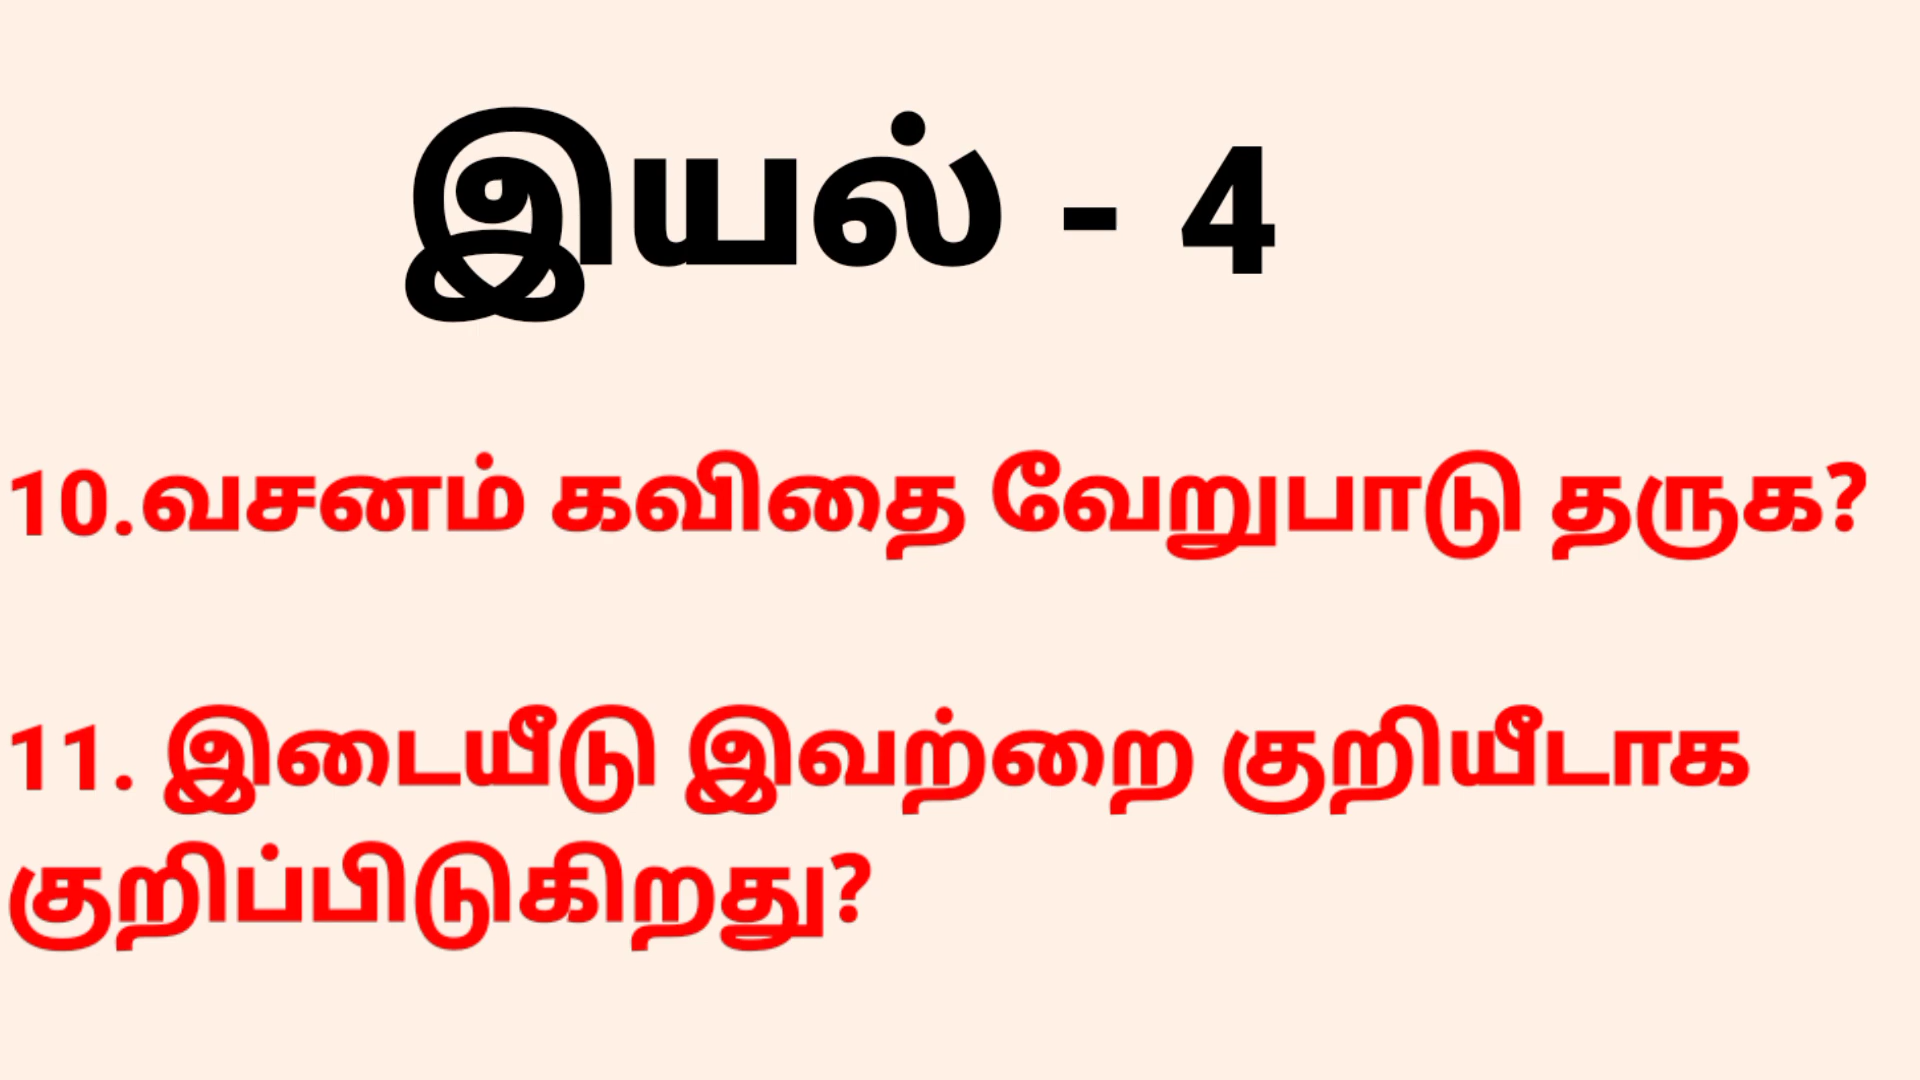 இயல் - 4
10.வசனம் கவிதை வேறுபாடு தருக?
11. இடையீடு இவற்றை குறியீடாக
குறிப்பிடுகிறது?